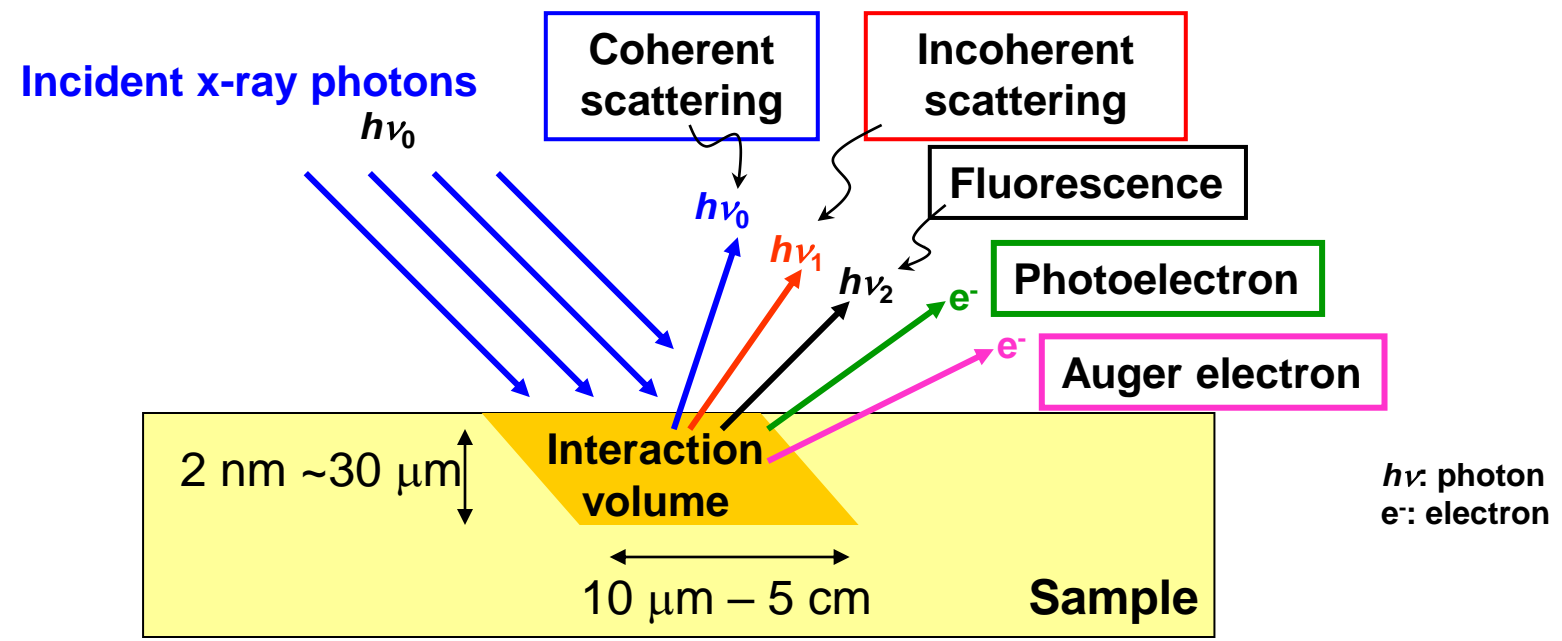 Incident x-ray photons
hν₀
Coherent
scattering
Incoherent
scattering
Fluorescence
hν₀
hν₁
hν₂
e⁻
Photoelectron
e⁻
Auger electron
2 nm ~30 μm
Interaction
volume
10 μm – 5 cm
Sample
hν: photon
e⁻: electron